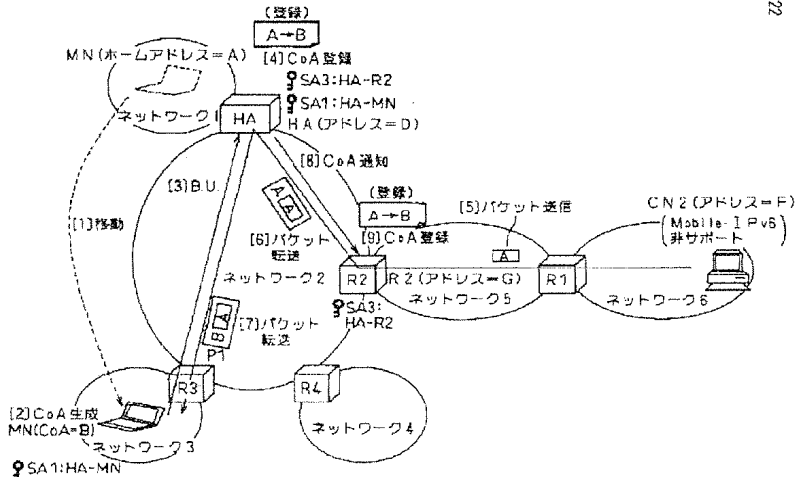 22
(登録)
A→B
MN(ホームアドレス=A)
[4]CoA登録
SA3:HA-R2
SA1:HA-MN
HA(アドレス=D)
ネットワーク1
HA
[8]CoA通知
[3]B.U.
(登録)
A→B
[9]CoA登録
[5]パケット送信
A
CN2(アドレス=F)
(Mobile-IPv6
非サポート)
[1]移動
A
A
[6]パケット
転送
ネットワーク2
R2
R2(アドレス=G)
ネットワーク5
R1
ネットワーク6
SA3:
HA-R2
B
A
[7]パケット
転送
P1
R3
R4
[2]CoA生成
MN(CoA=B)
ネットワーク3
ネットワーク4
SA1:HA-MN